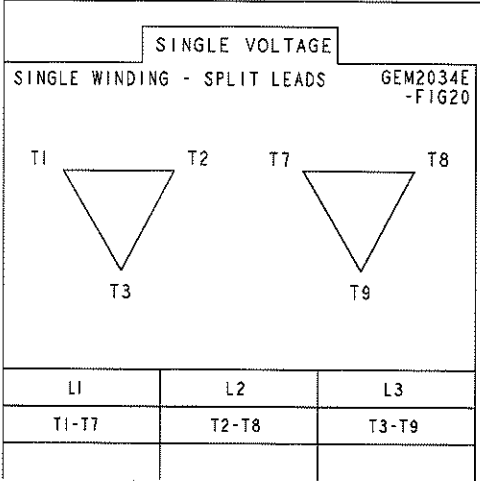 SINGLE VOLTAGE
SINGLE WINDING - SPLIT LEADS
GEM2034E
-FIG20
T1 T2 T7 T8
T3 T9
L1 L2 L3
T1-T7 T2-T8 T3-T9